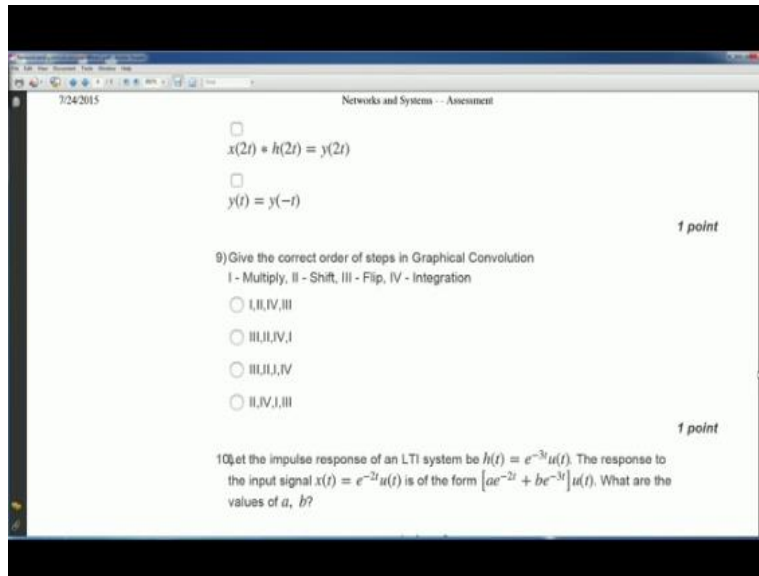 7/24/2015 Networks and Systems - - Assessment
x(2t) ∗ h(2t) = y(2t)
y(t) = y(−t)
1 point
9) Give the correct order of steps in Graphical Convolution
I - Multiply, II - Shift, III - Flip, IV - Integration
I,II,IV,III
III,II,IV,I
III,II,I,IV
II,IV,I,III
1 point
10) Let the impulse response of an LTI system be h(t) = e^{−3t}u(t). The response to
the input signal x(t) = e^{−2t}u(t) is of the form [ae^{−2t} + be^{−3t}]u(t). What are the
values of a, b?